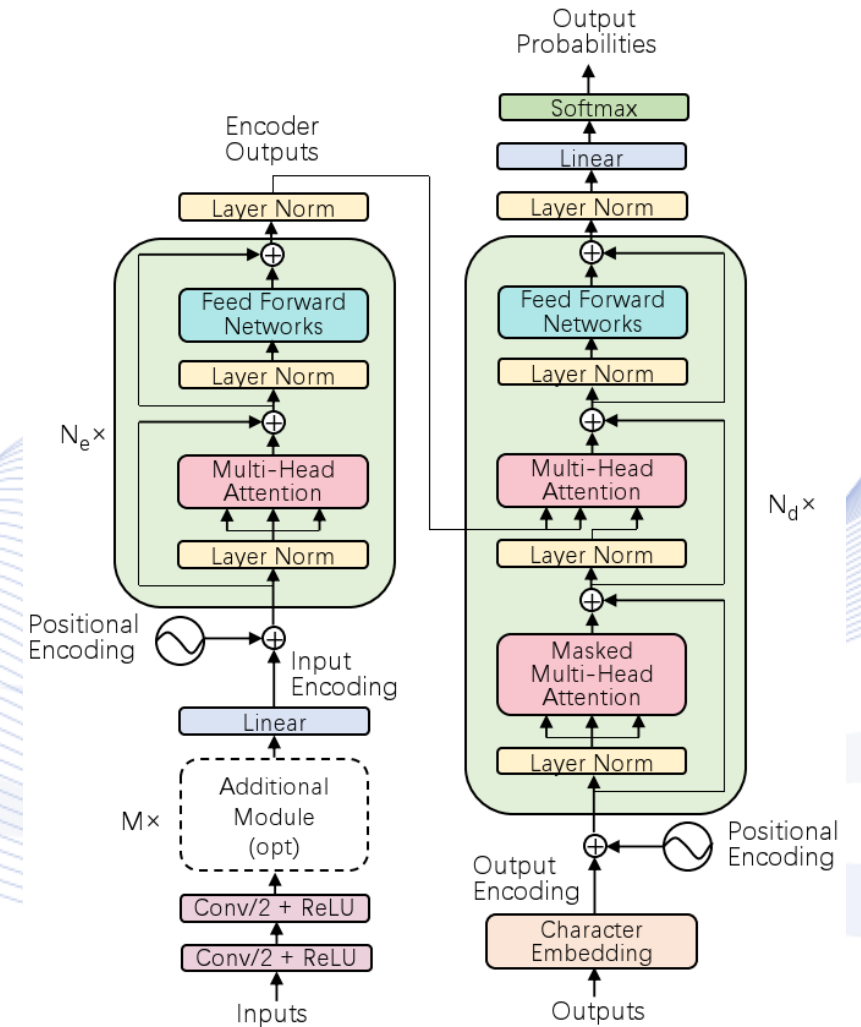 Output
Probabilities
Softmax
Linear
Layer Norm
Feed Forward
Networks
Layer Norm
Multi-Head
Attention
N_d×
Layer Norm
Masked
Multi-Head
Attention
Layer Norm
Positional
Encoding
Output
Encoding
Character
Embedding
Outputs
Encoder
Outputs
Layer Norm
Feed Forward
Networks
Layer Norm
N_e×
Multi-Head
Attention
Layer Norm
Positional
Encoding
Input
Encoding
Linear
M×
Additional
Module
(opt)
Conv/2 + ReLU
Conv/2 + ReLU
Inputs